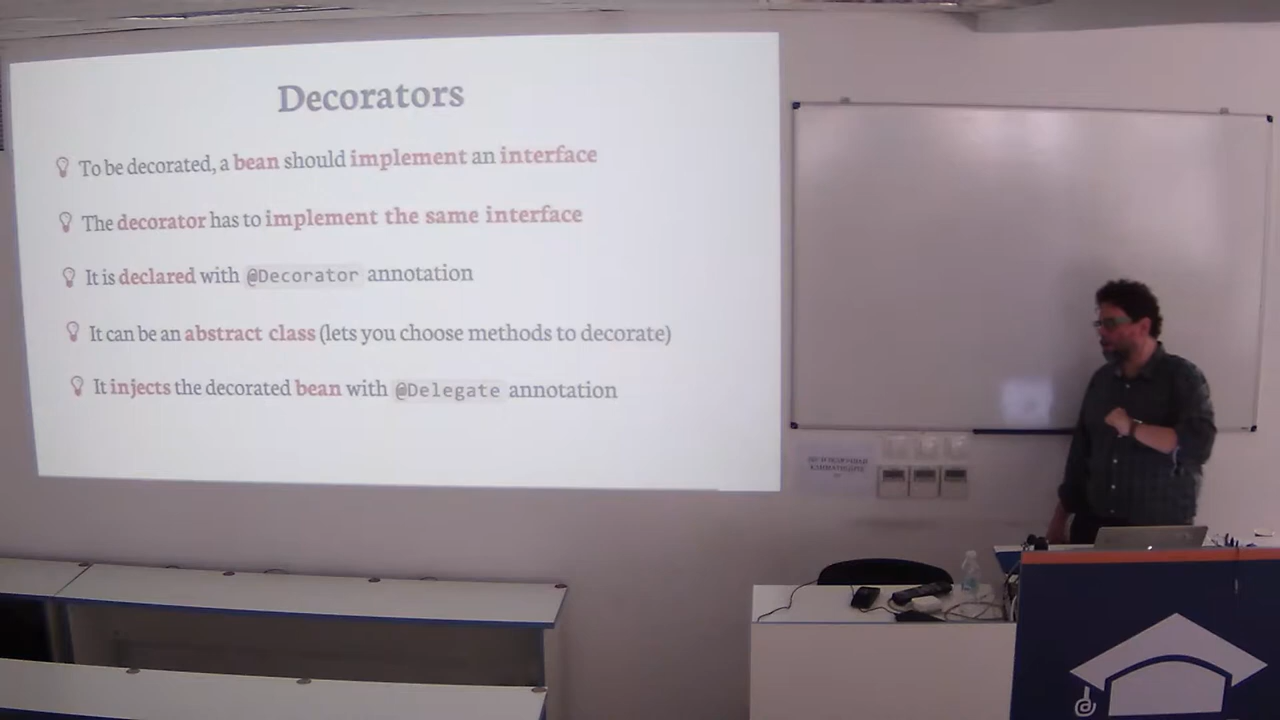 Decorators
To be decorated, a bean should implement an interface
The decorator has to implement the same interface
It is declared with @Decorator annotation
It can be an abstract class (lets you choose methods to decorate)
It injects the decorated bean with @Delegate annotation